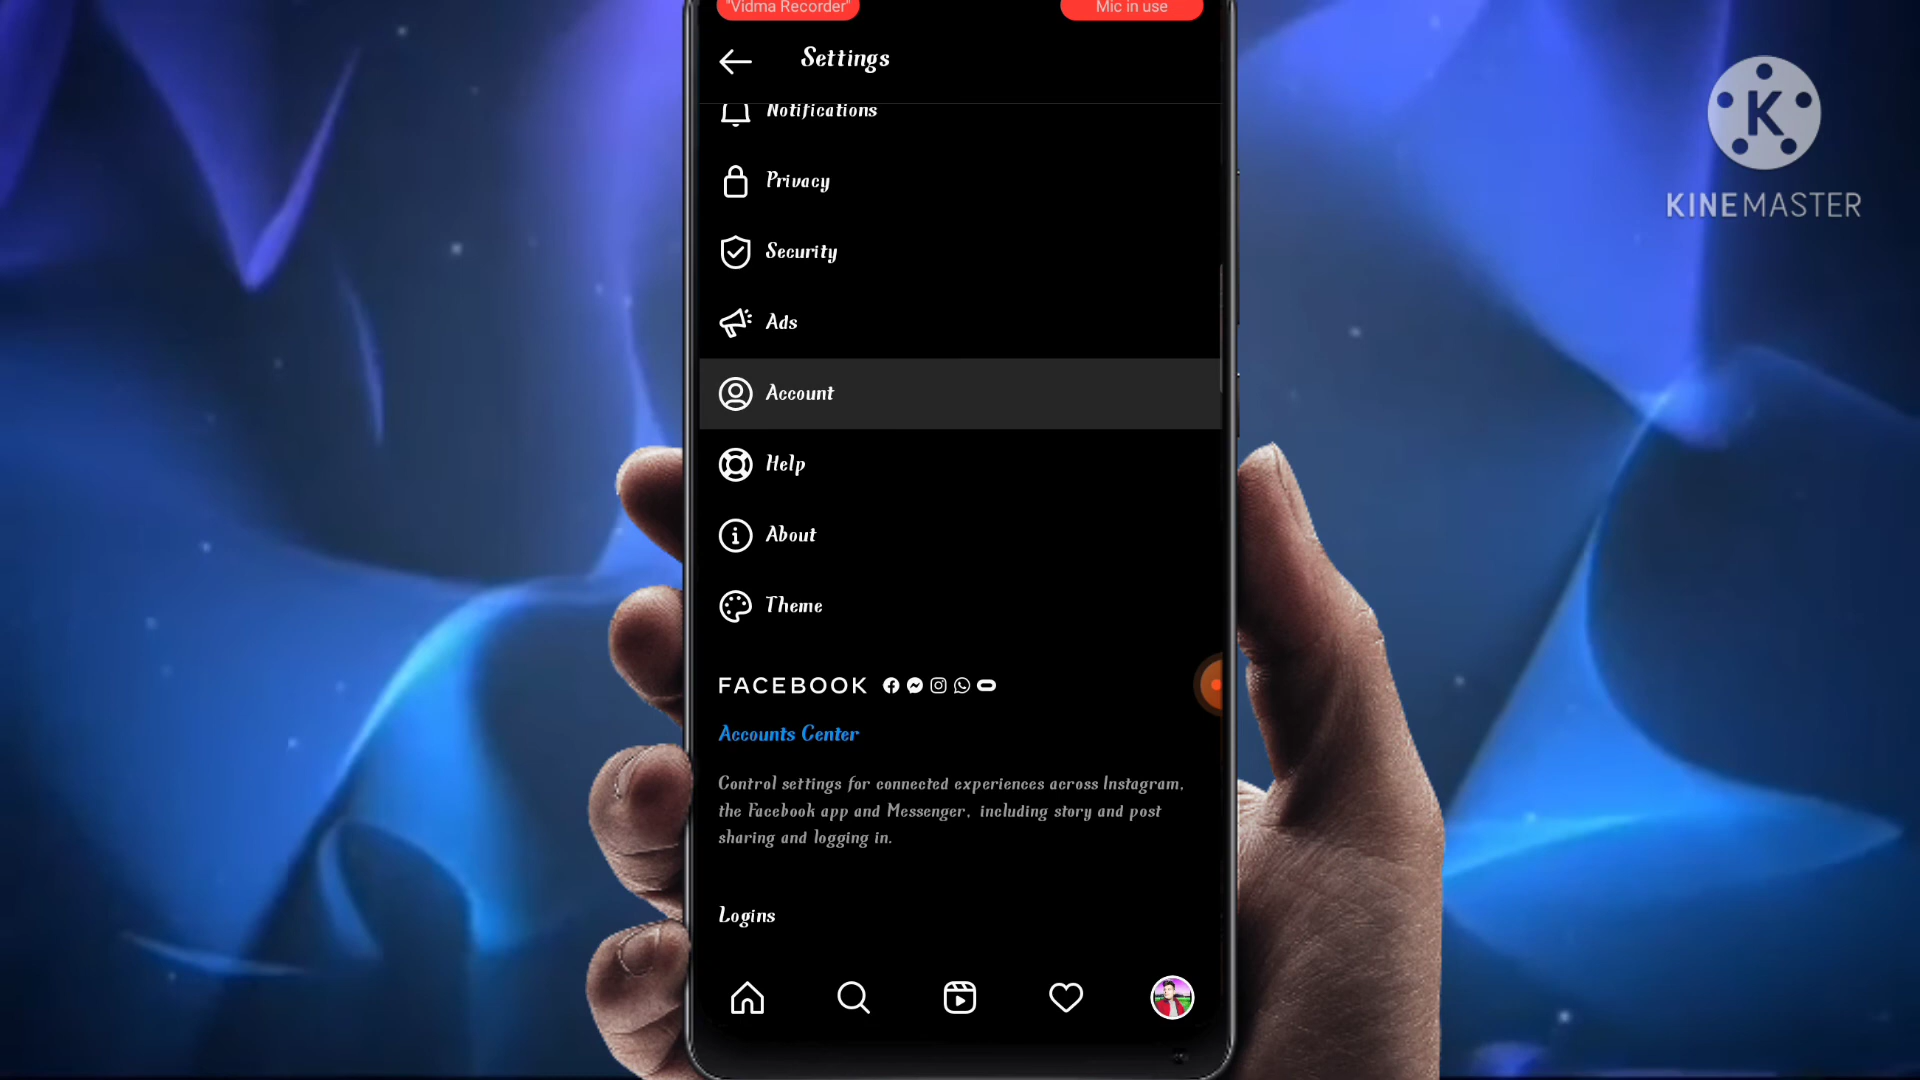 "Vidma Recorder"
Mic in use
Settings
Notifications
Privacy
Security
Ads
Account
Help
About
Theme
FACEBOOK
Accounts Center
Control settings for connected experiences across Instagram,
the Facebook app and Messenger, including story and post
sharing and logging in.
Logins
K
KINEMASTER